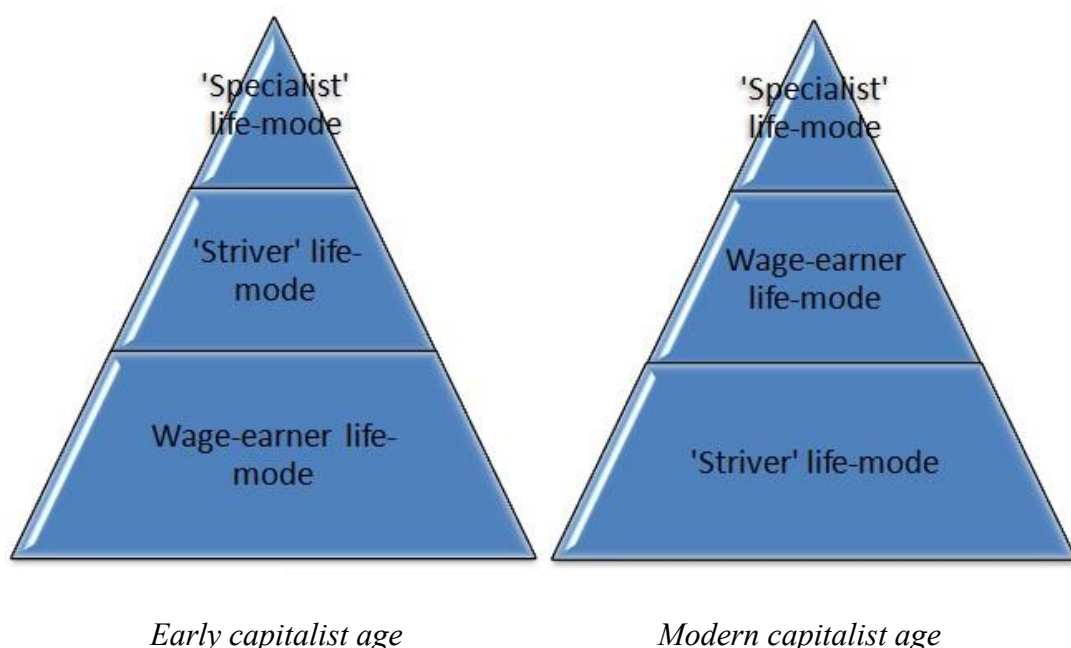 'Specialist'
life-mode
'Striver' life-
mode
Wage-earner life-
mode
Early capitalist age
'Specialist'
life-mode
Wage-earner
life-mode
'Striver' life-mode
Modern capitalist age